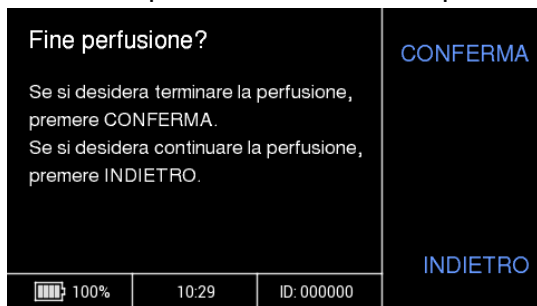 Fine perfusione?
CONFERMA
Se si desidera terminare la perfusione,
premere CONFERMA.
Se si desidera continuare la perfusione,
premere INDIETRO.
INDIETRO
100%
10:29
ID: 000000